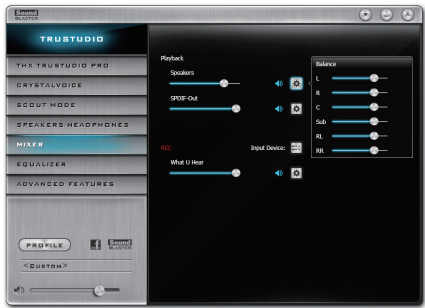 Sound
BLASTER
TRUSTUDIO
THX TRUSTUDIO PRO
CRYSTALVOICE
SCOUT MODE
SPEAKERS/HEADPHONES
MIXER
EQUALIZER
ADVANCED FEATURES
PROFILE
f
Sound
BLASTER
<Custom>
Playback
Speakers
SPDIF-Out
REC
Input Device:
What U Hear
Balance
L
R
C
Sub
RL
RR